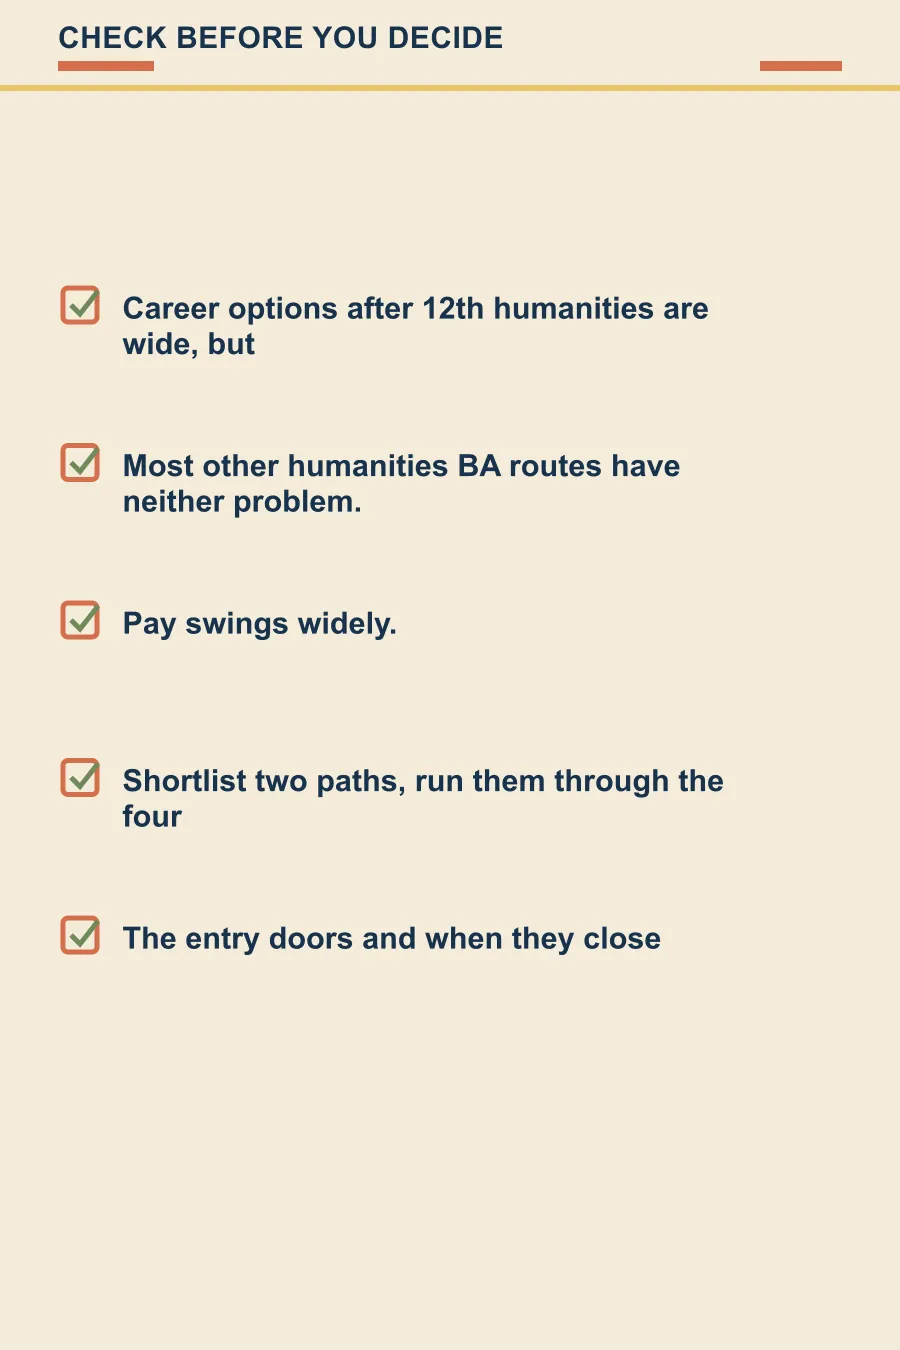 CHECK BEFORE YOU DECIDE
Career options after 12th humanities are
wide, but
Most other humanities BA routes have
neither problem.
Pay swings widely.
Shortlist two paths, run them through the
four
The entry doors and when they close